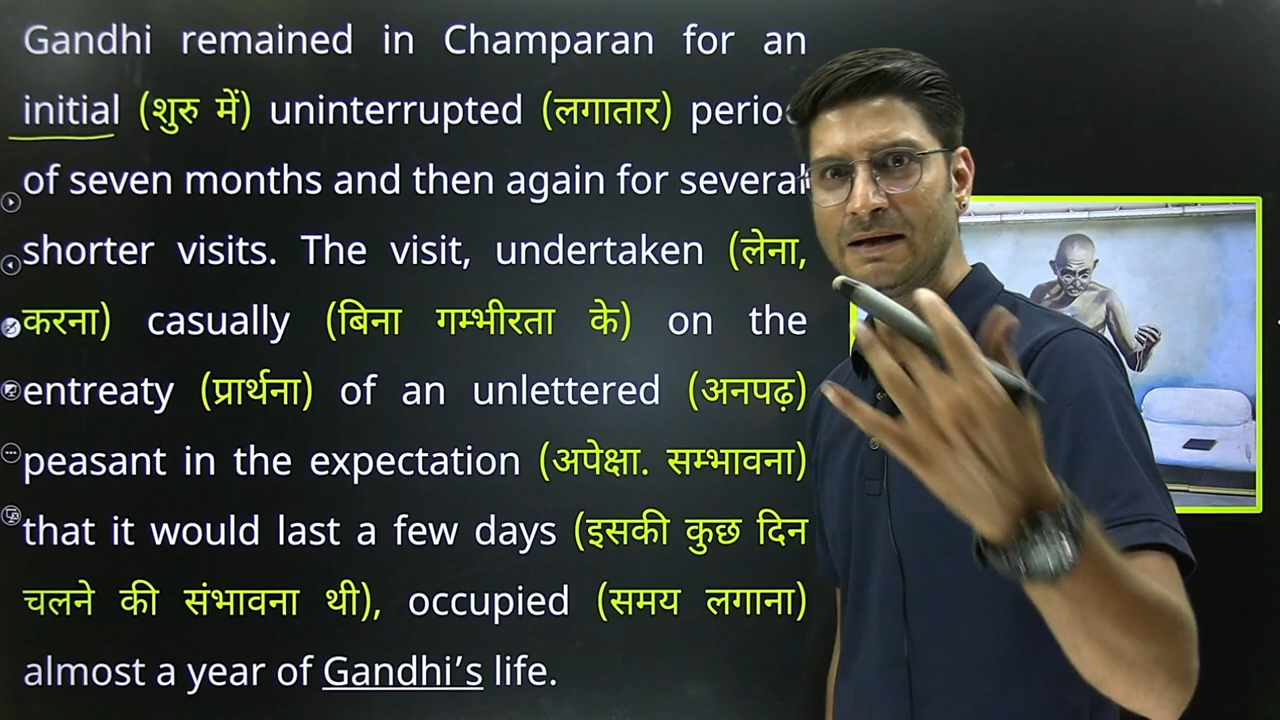 Gandhi remained in Champaran for an
initial (शुरु में) uninterrupted (लगातार)
of seven months and then again for several
shorter visits. The visit, undertaken (लेना,
करना) casually (बिना गम्भीरता के) on the
entreaty (प्रार्थना) of an unlettered (अनपढ़)
peasant in the expectation (अपेक्षा. सम्भावना)
that it would last a few days (इसकी कुछ दिन
चलने की संभावना थी), occupied (समय लगाना)
almost a year of Gandhi’s life.